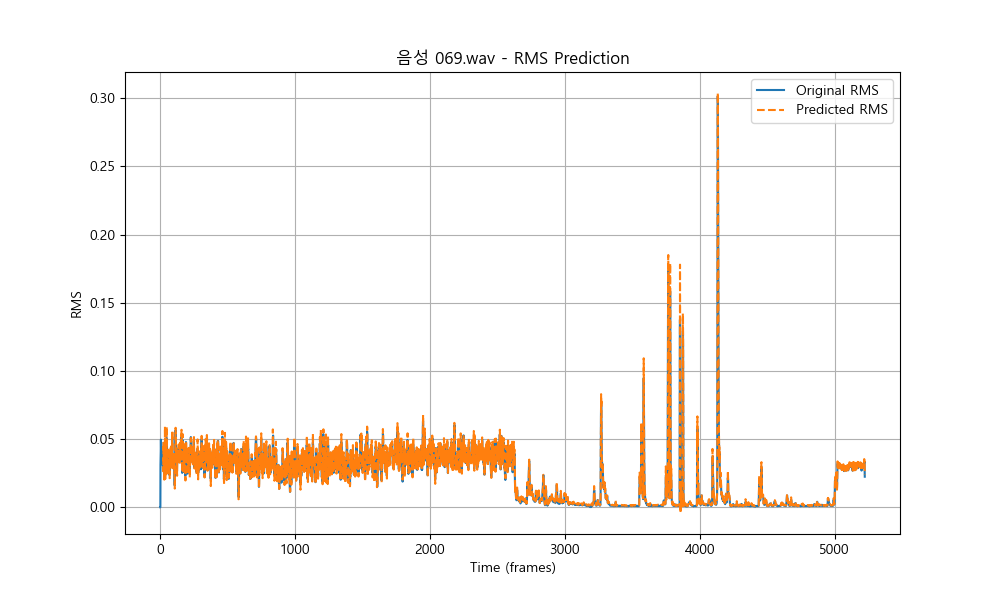 음성 069.wav - RMS Prediction
Original RMS
Predicted RMS
0.30
0.25
0.20
0.15
0.10
0.05
0.00
RMS
0 1000 2000 3000 4000 5000
Time (frames)